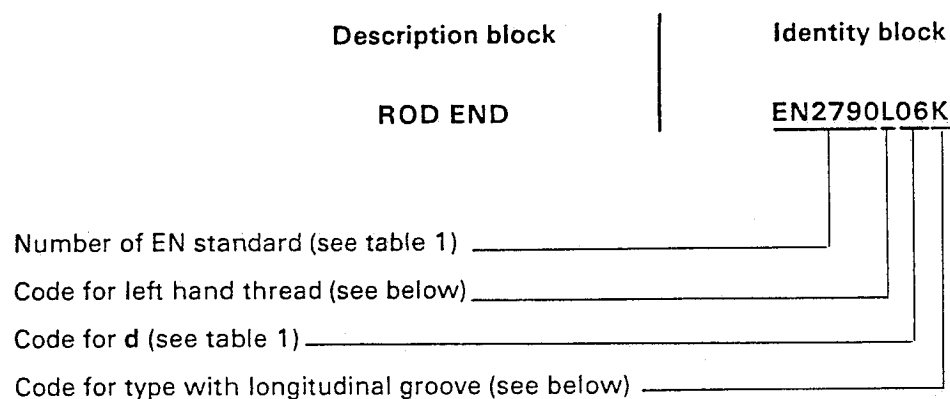 Description block Identity block
ROD END EN2790L06K
Number of EN standard (see table 1)
Code for left hand thread (see below)
Code for d (see table 1)
Code for type with longitudinal groove (see below)